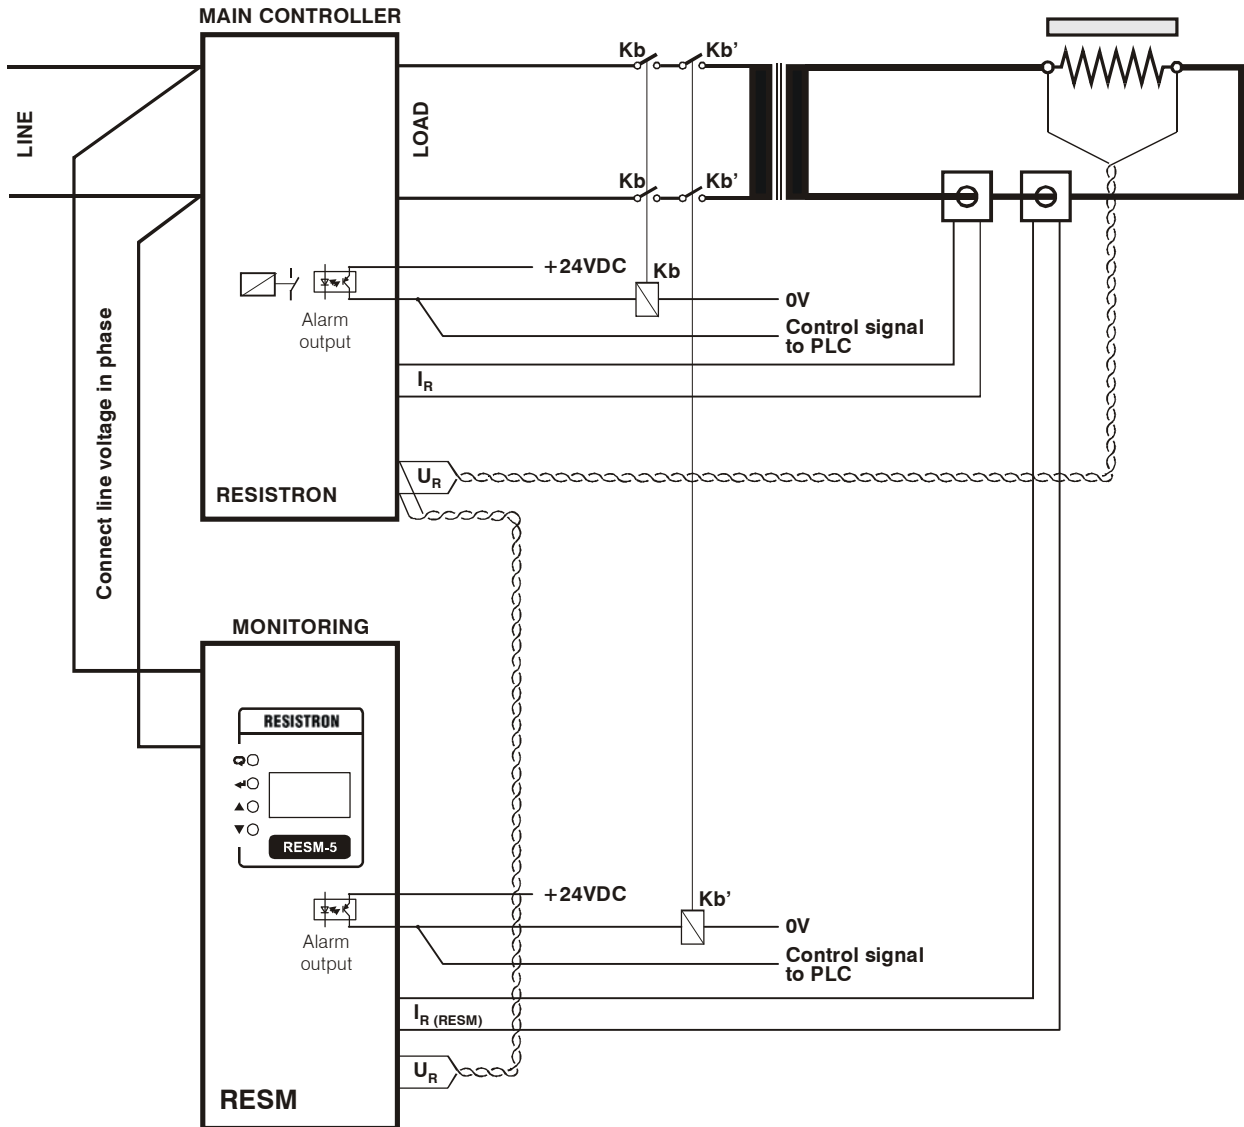 MAIN CONTROLLER
Kb
Kb’
LINE
LOAD
Kb
Kb’
+24VDC
Kb
0V
Alarm
output
Control signal
to PLC
IR
Connect line voltage in phase
UR
RESISTRON
MONITORING
RESISTRON
RESM-5
+24VDC
Kb’
0V
Alarm
output
Control signal
to PLC
IR (RESM)
UR
RESM